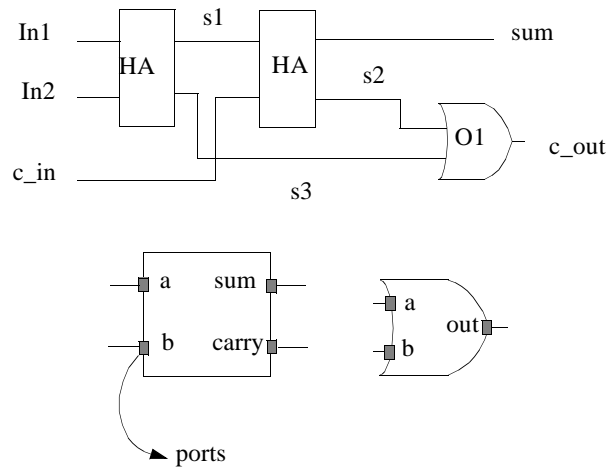 In1 s1 sum
HA HA
In2 s2
O1 c_out
c_in
s3
a sum a
out
b carry b
ports